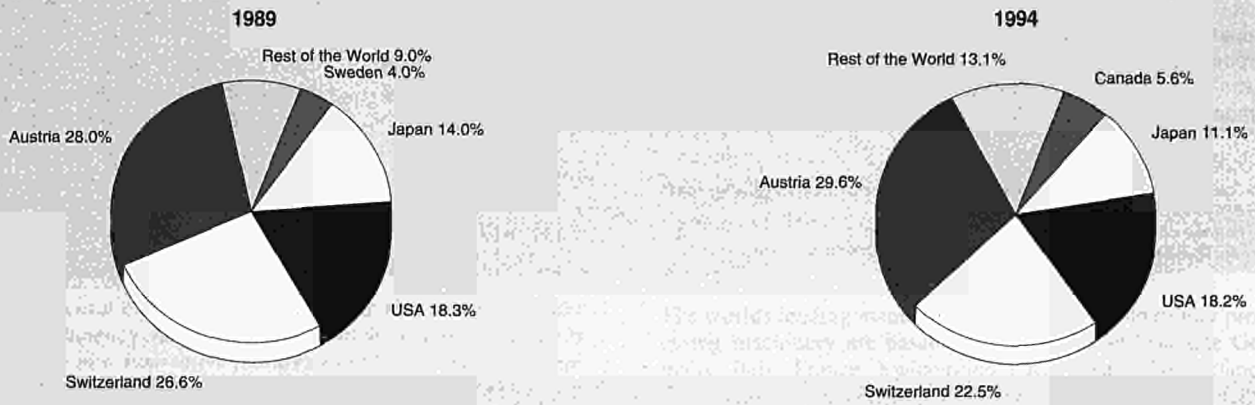 1989
Rest of the World 9.0%
Sweden 4.0%
Austria 28.0%
Japan 14.0%
USA 18.3%
Switzerland 26.6%
1994
Rest of the World 13.1%
Canada 5.6%
Japan 11.1%
Austria 29.6%
USA 18.2%
Switzerland 22.5%